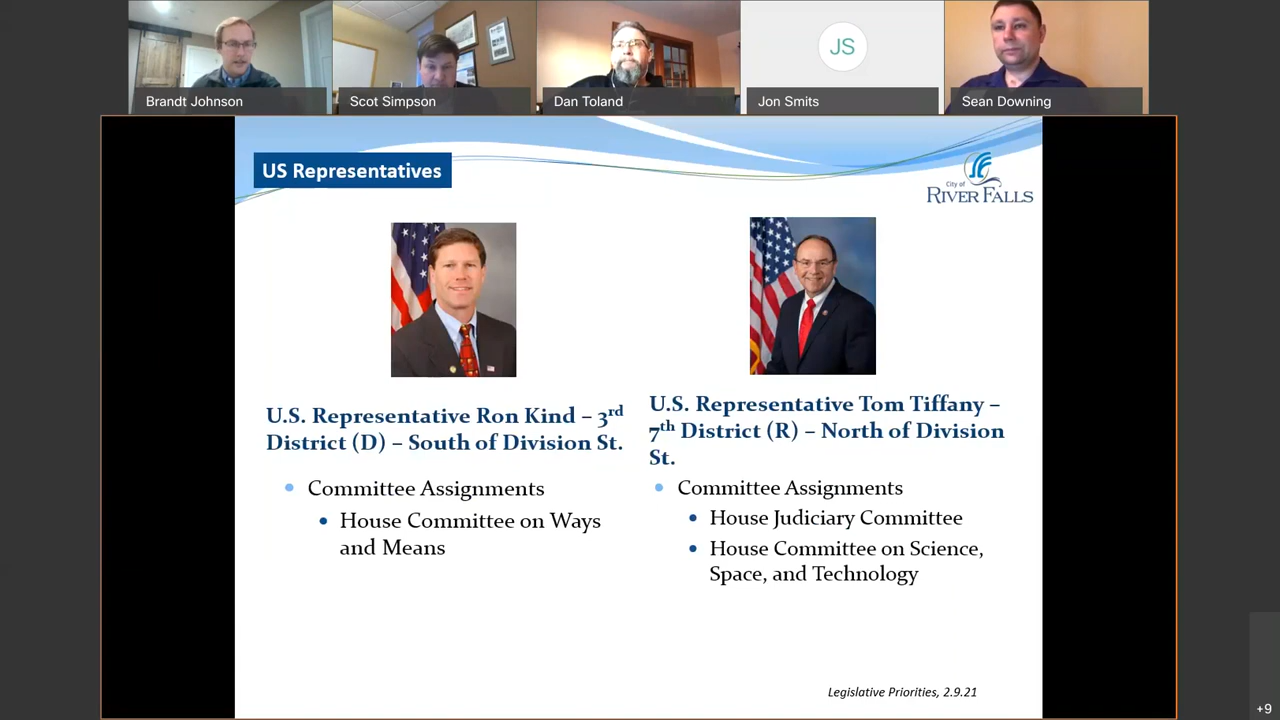 Brandt Johnson
Scot Simpson
Dan Toland
JS
Jon Smits
Sean Downing
US Representatives
City of
RIVER FALLS
U.S. Representative Ron Kind – 3rd
District (D) – South of Division St.
• Committee Assignments
• House Committee on Ways
and Means
U.S. Representative Tom Tiffany –
7th District (R) – North of Division
St.
• Committee Assignments
• House Judiciary Committee
• House Committee on Science,
Space, and Technology
Legislative Priorities, 2.9.21
+9